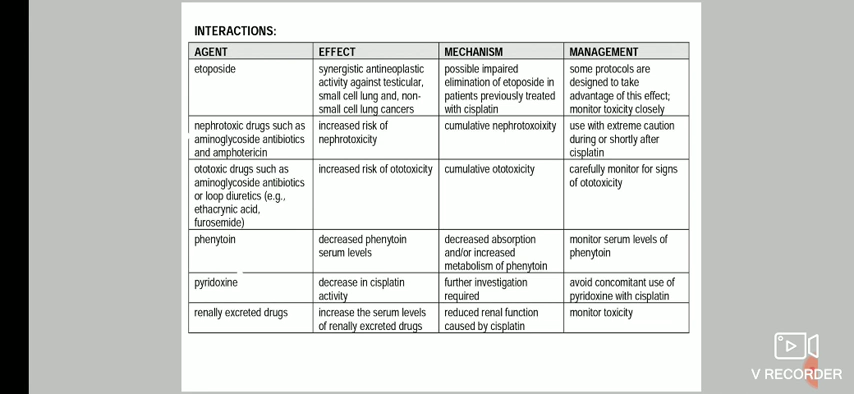 INTERACTIONS:
AGENT EFFECT MECHANISM MANAGEMENT
etoposide
synergistic antineoplastic
activity against testicular,
small cell lung and, non-
small cell lung cancers
possible impaired
elimination of etoposide in
patients previously treated
with cisplatin
some protocols are
designed to take
advantage of this effect;
monitor toxicity closely
nephrotoxic drugs such as
aminoglycoside antibiotics
and amphotericin
increased risk of
nephrotoxicity
cumulative nephrotoxoixity
use with extreme caution
during or shortly after
cisplatin
ototoxic drugs such as
aminoglycoside antibiotics
or loop diuretics (e.g.,
ethacrynic acid,
furosemide)
increased risk of ototoxicity
cumulative ototoxicity
carefully monitor for signs
of ototoxicity
phenytoin
decreased phenytoin
serum levels
decreased absorption
and/or increased
metabolism of phenytoin
monitor serum levels of
phenytoin
pyridoxine
decrease in cisplatin
activity
further investigation
required
avoid concomitant use of
pyridoxine with cisplatin
renally excreted drugs
increase the serum levels
of renally excreted drugs
reduced renal function
caused by cisplatin
monitor toxicity
V RECORDER